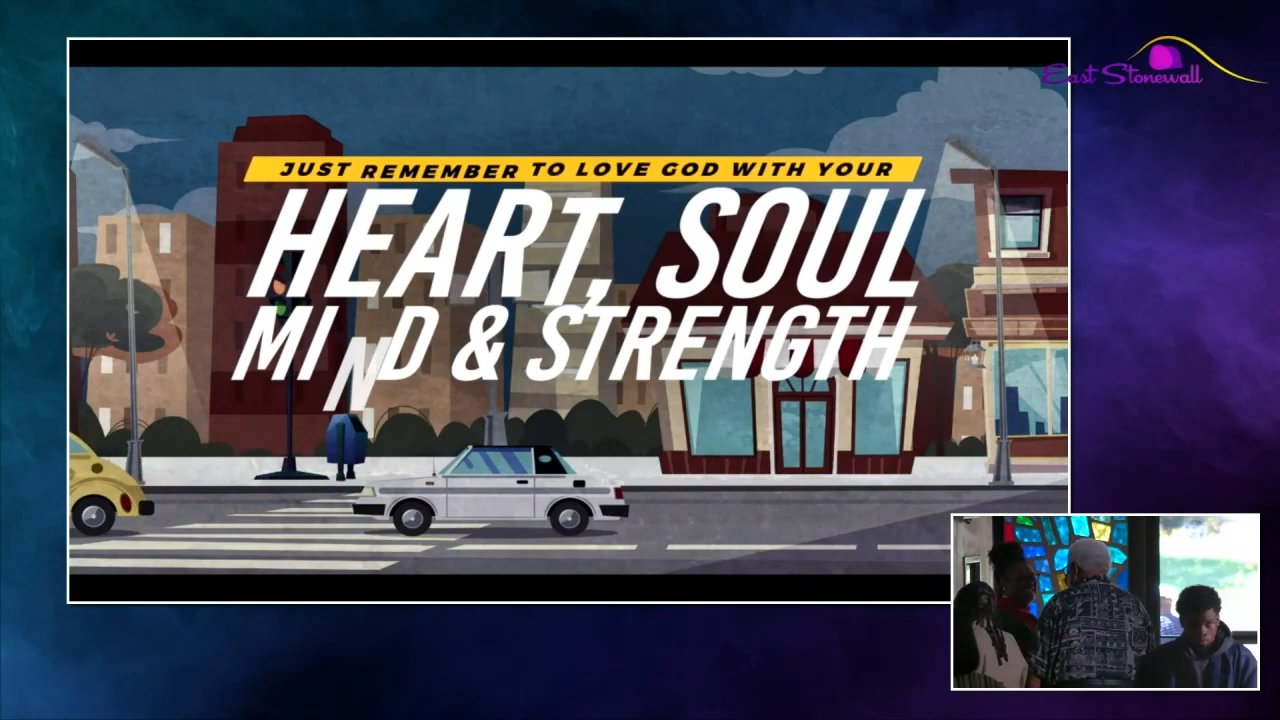 East Stonewall
JUST REMEMBER TO LOVE GOD WITH YOUR
HEART, SOUL
MIND & STRENGTH